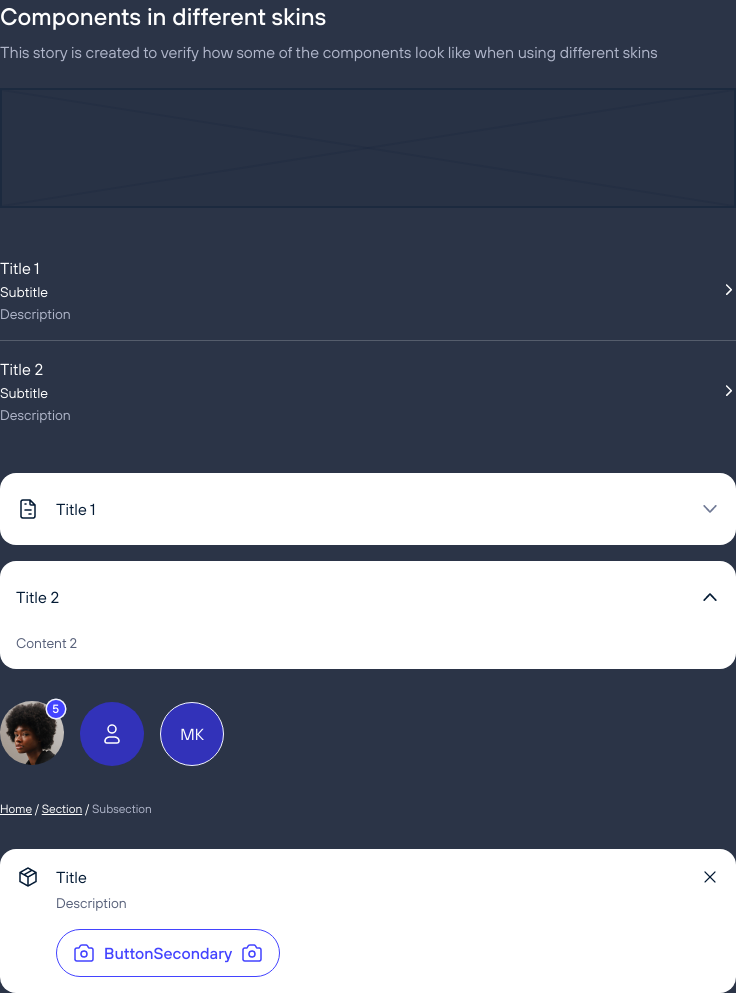 Components in different skins
This story is created to verify how some of the components look like when using different skins
Title 1
Subtitle
Description
Title 2
Subtitle
Description
Title 1
Title 2
Content 2
5
MK
Home / Section / Subsection
Title
Description
ButtonSecondary